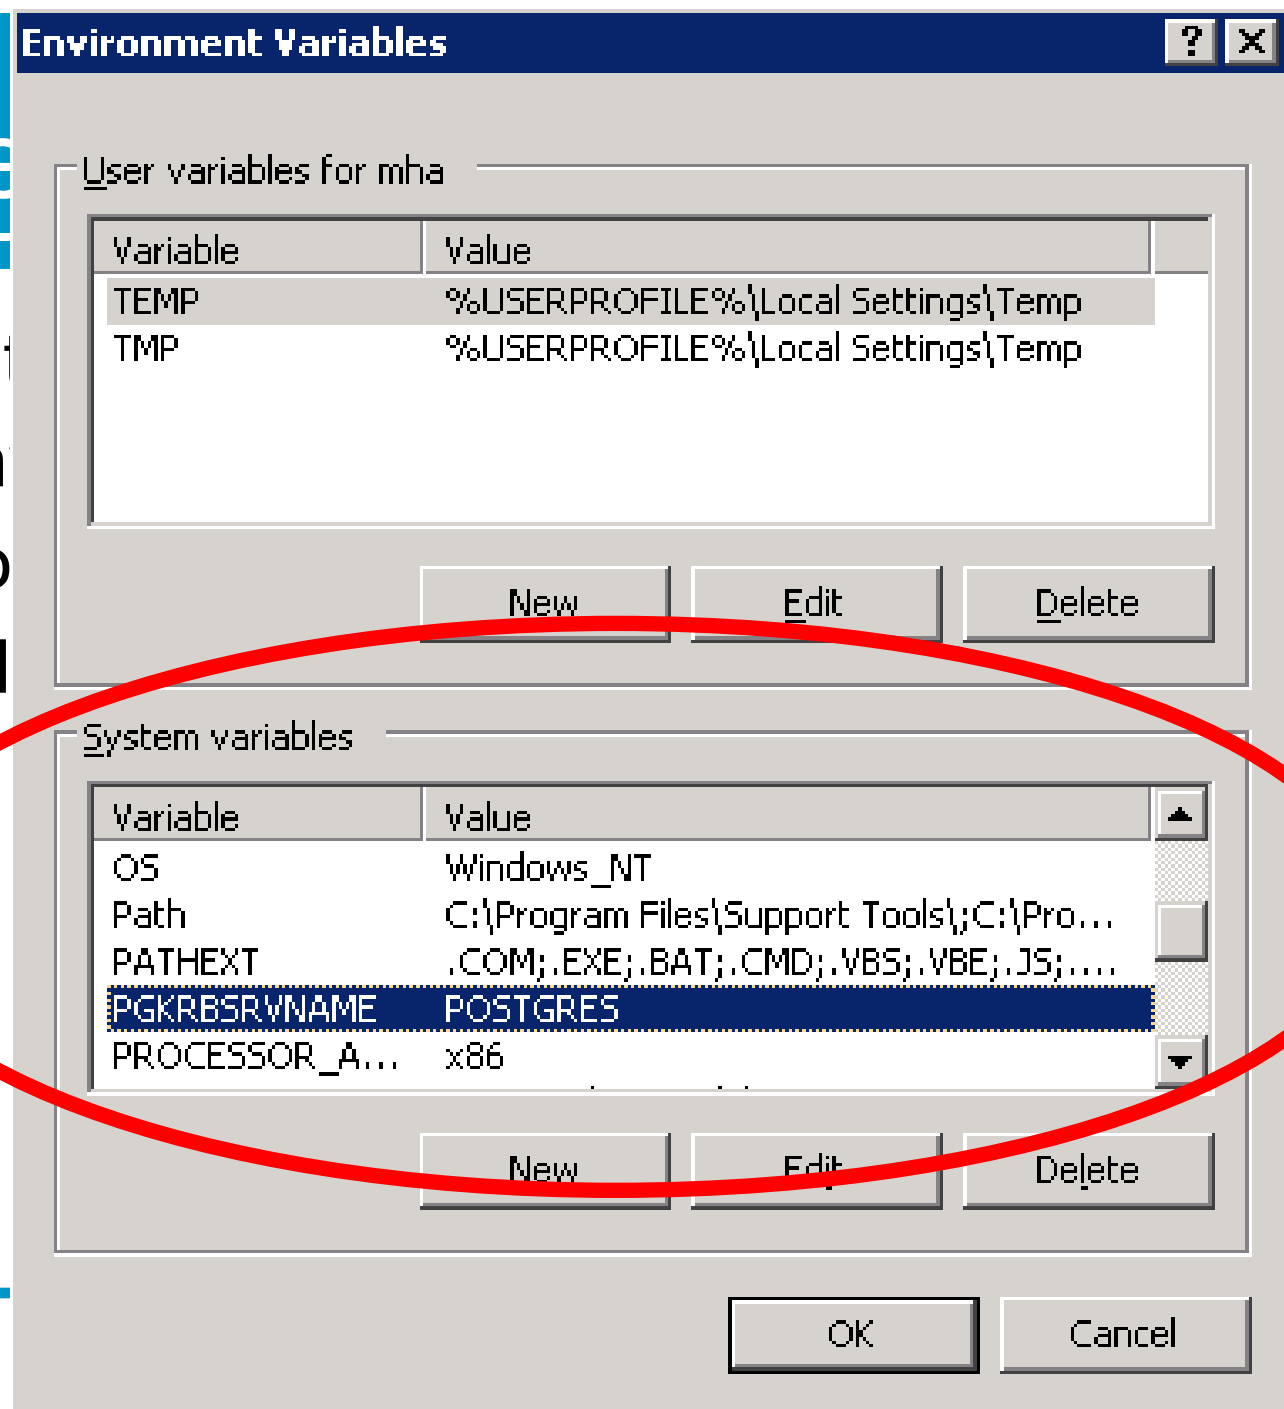 Environment Variables
User variables for mha
Variable Value
TEMP %USERPROFILE%\Local Settings\Temp
TMP %USERPROFILE%\Local Settings\Temp
New Edit Delete
System variables
Variable Value
OS Windows_NT
Path C:\Program Files\Support Tools\;C:\Pro...
PATHEXT .COM;.EXE;.BAT;.CMD;.VBS;.VBE;.JS;....
PGKRBSRVNAME POSTGRES
PROCESSOR_A... x86
New Edit Delete
OK Cancel